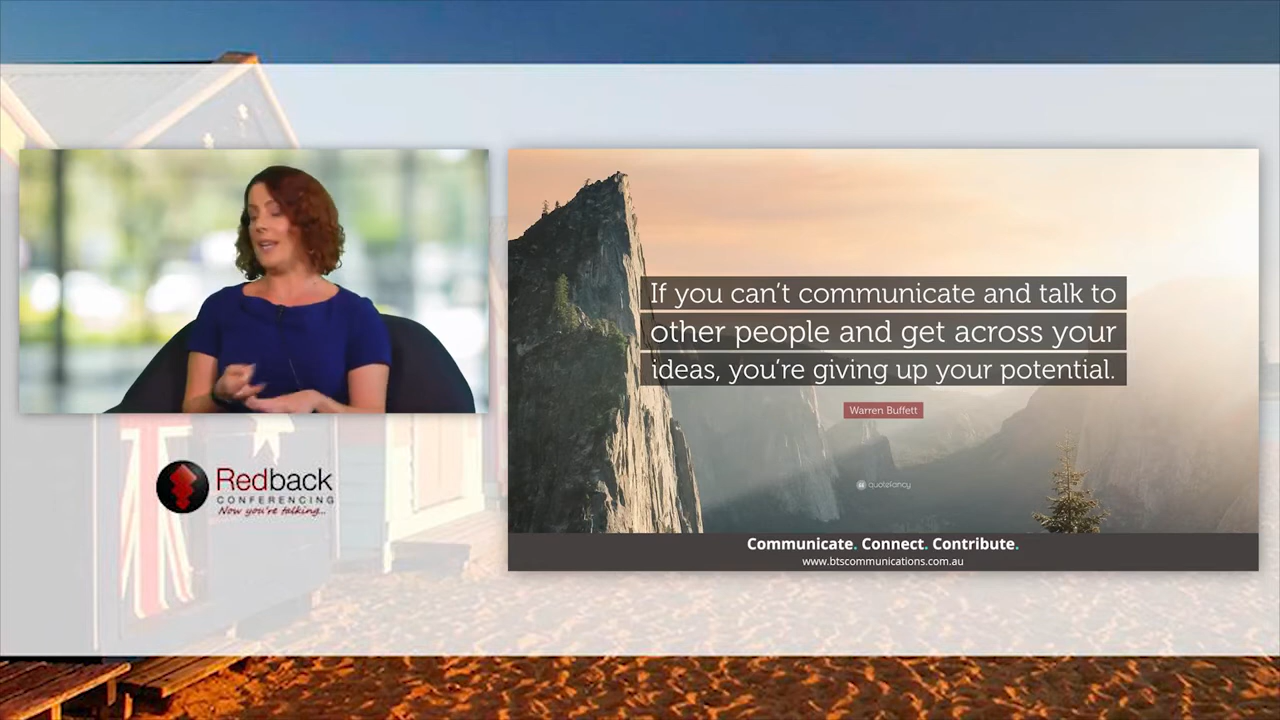 If you can't communicate and talk to
other people and get across your
ideas, you're giving up your potential.
Warren Buffett
quotefancy
Redback
CONFERENCING
Now you're talking...
Communicate. Connect. Contribute.
www.btscommunications.com.au